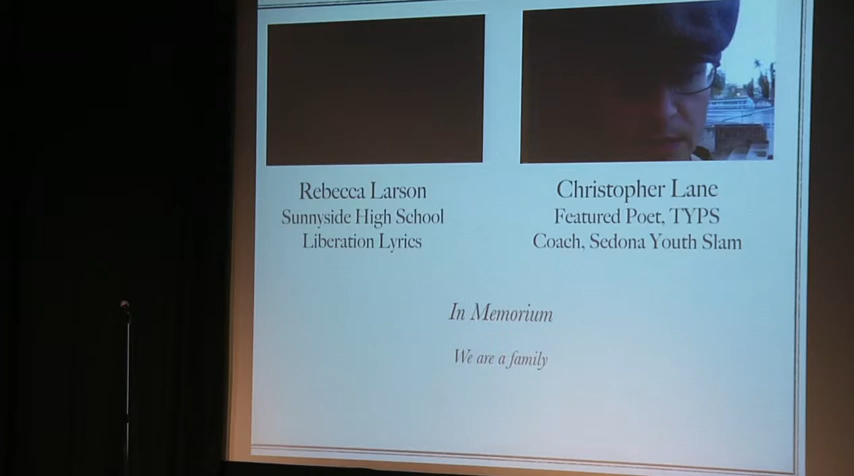 Rebecca Larson
Sunnyside High School
Liberation Lyrics
Christopher Lane
Featured Poet, TYPS
Coach, Sedona Youth Slam
In Memorium
We are a family